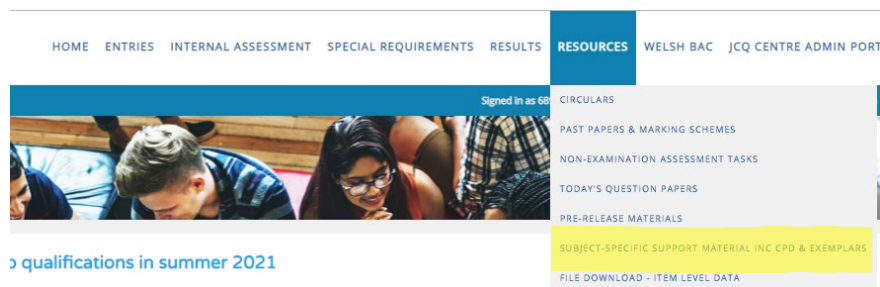 HOME ENTRIES INTERNAL ASSESSMENT SPECIAL REQUIREMENTS RESULTS RESOURCES WELSH BAC JCQ CENTRE ADMIN PORT
Signed in as 68
CIRCULARS
PAST PAPERS & MARKING SCHEMES
NON-EXAMINATION ASSESSMENT TASKS
TODAY'S QUESTION PAPERS
PRE-RELEASE MATERIALS
SUBJECT-SPECIFIC SUPPORT MATERIAL INC CPD & EXEMPLARS
FILE DOWNLOAD - ITEM LEVEL DATA
o qualifications in summer 2021